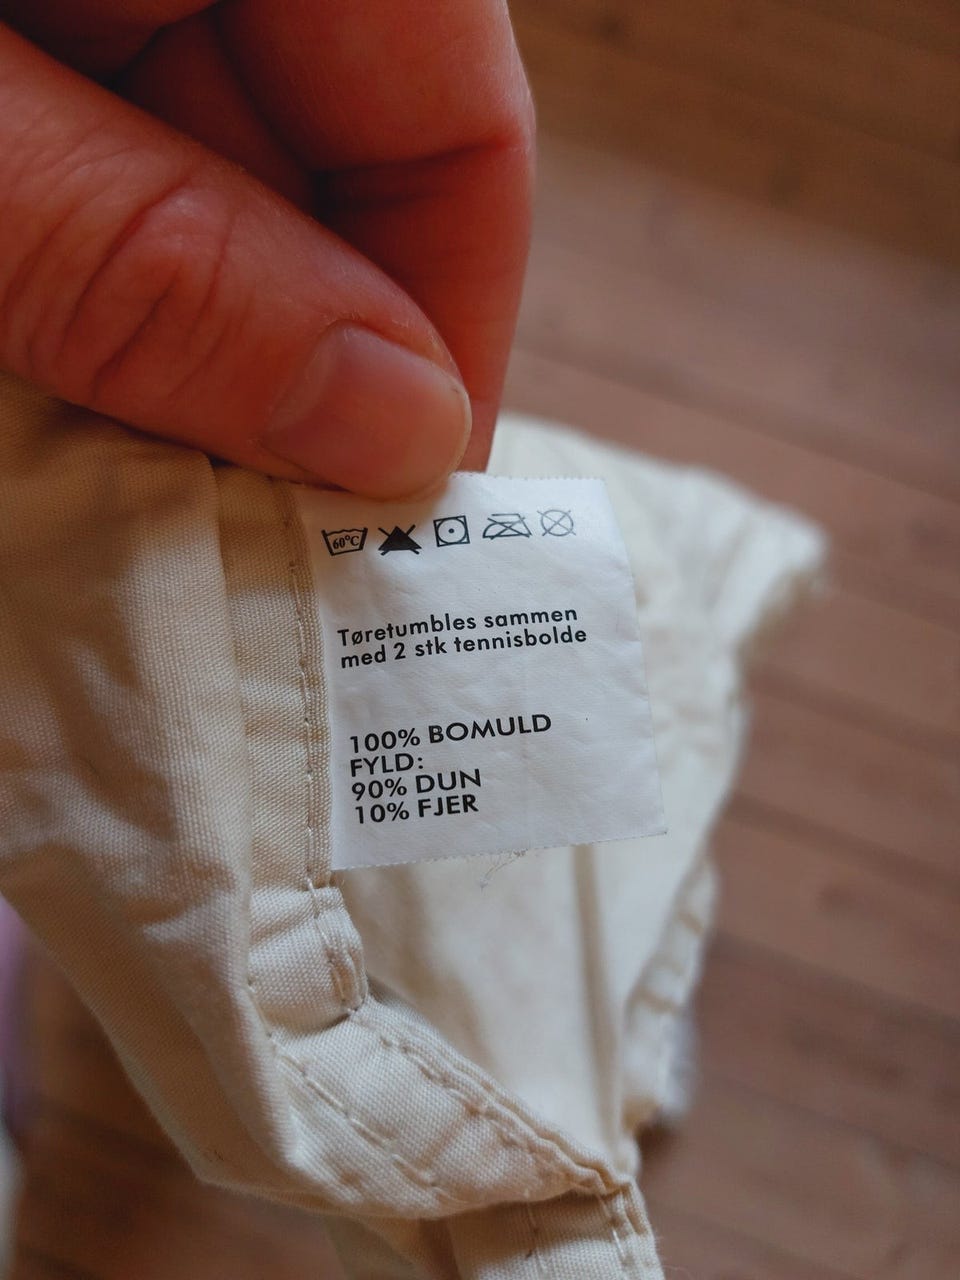 60°C
Tøretumbles sammen
med 2 stk tennisbolde
100% BOMULD
FYLD:
90% DUN
10% FJER